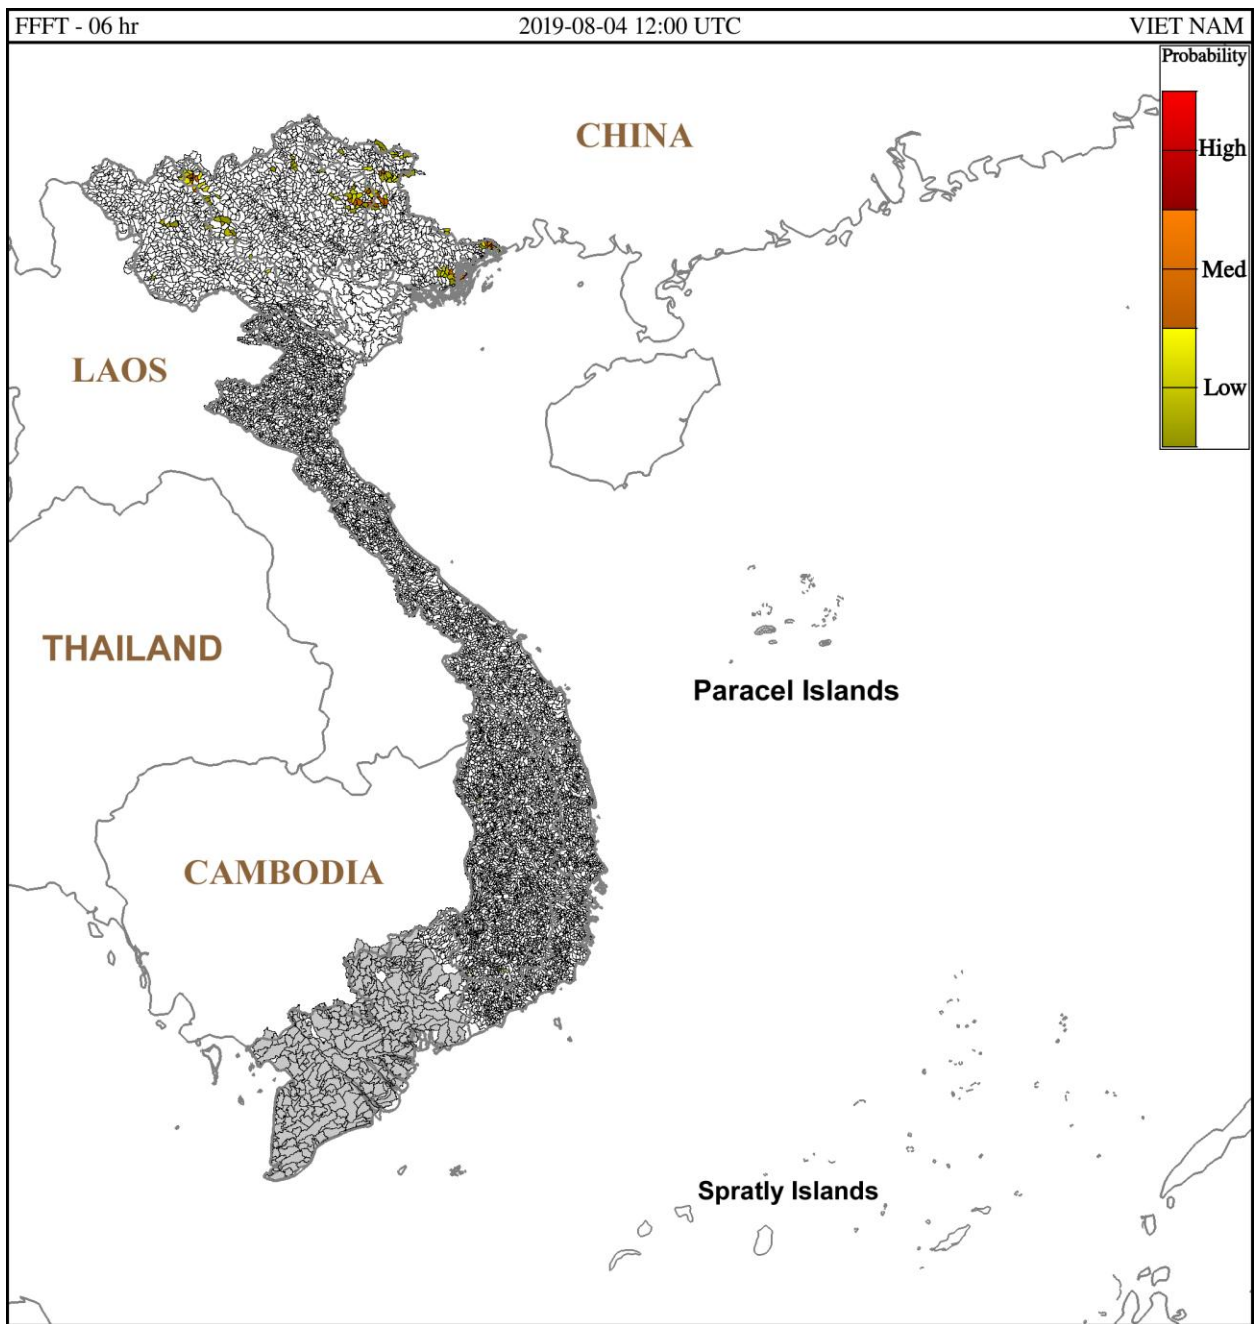 FFFT - 06 hr
2019-08-04 12:00 UTC
VIET NAM
Probability
High
Med
Low
CHINA
LAOS
THAILAND
Paracel Islands
CAMBODIA
Spratly Islands